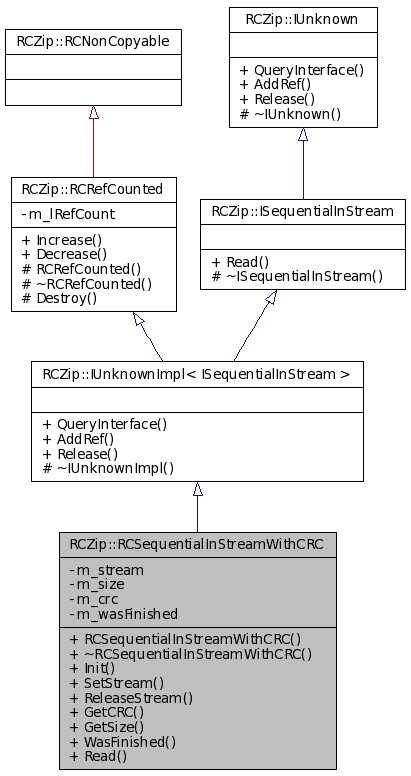 RCZip::RCNonCopyable
RCZip::IUnknown
+ QueryInterface()
+ AddRef()
+ Release()
# ~IUnknown()
RCZip::RCRefCounted
- m_lRefCount
+ Increase()
+ Decrease()
# RCRefCounted()
# ~RCRefCounted()
# Destroy()
RCZip::ISequentialInStream
+ Read()
# ~ISequentialInStream()
RCZip::IUnknownImpl< ISequentialInStream >
+ QueryInterface()
+ AddRef()
+ Release()
# ~IUnknownImpl()
RCZip::RCSequentialInStreamWithCRC
- m_stream
- m_size
- m_crc
- m_wasFinished
+ RCSequentialInStreamWithCRC()
+ ~RCSequentialInStreamWithCRC()
+ Init()
+ SetStream()
+ ReleaseStream()
+ GetCRC()
+ GetSize()
+ WasFinished()
+ Read()